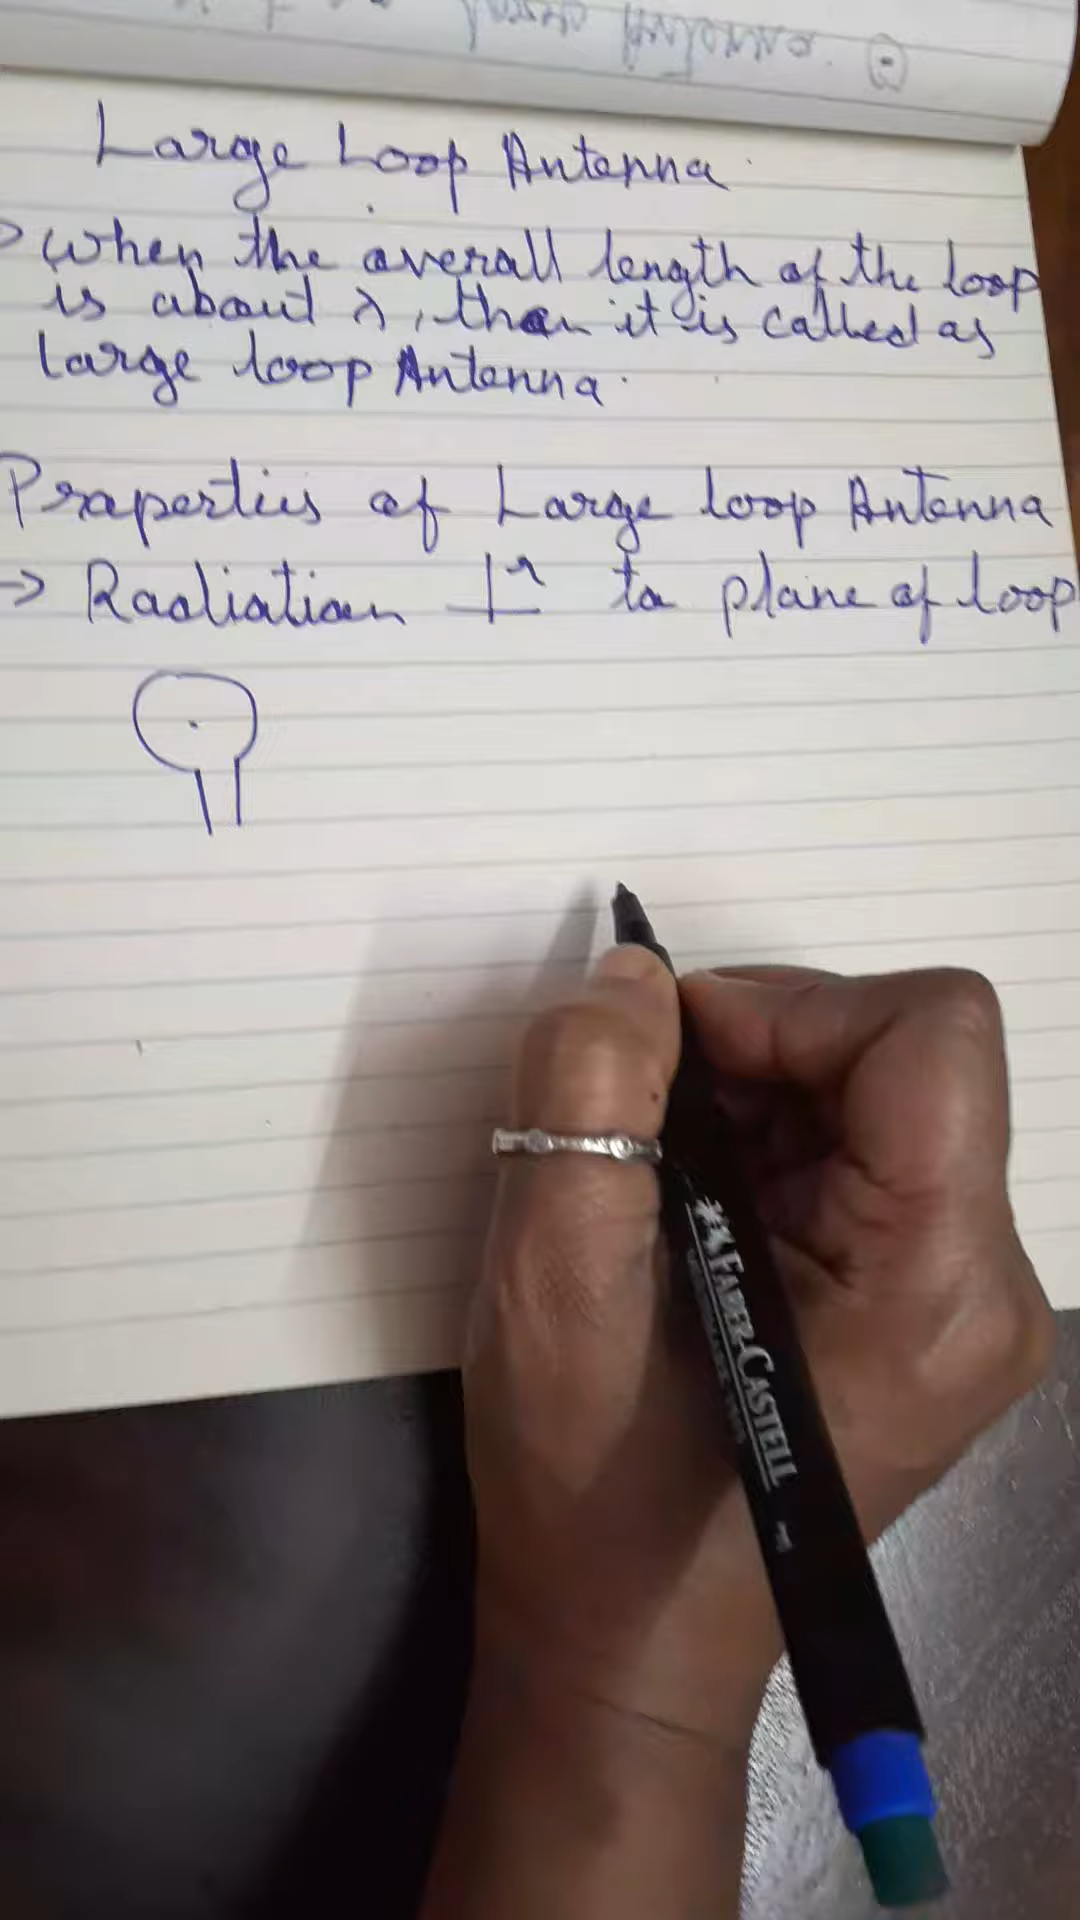 Antenna.
Large Loop Antenna.
→ When the overall length of the loop
is about λ, then it is called as
large loop Antenna.
Properties of Large loop Antenna
→ Radiation ⊥r to plane of loop
FABER-CASTELL